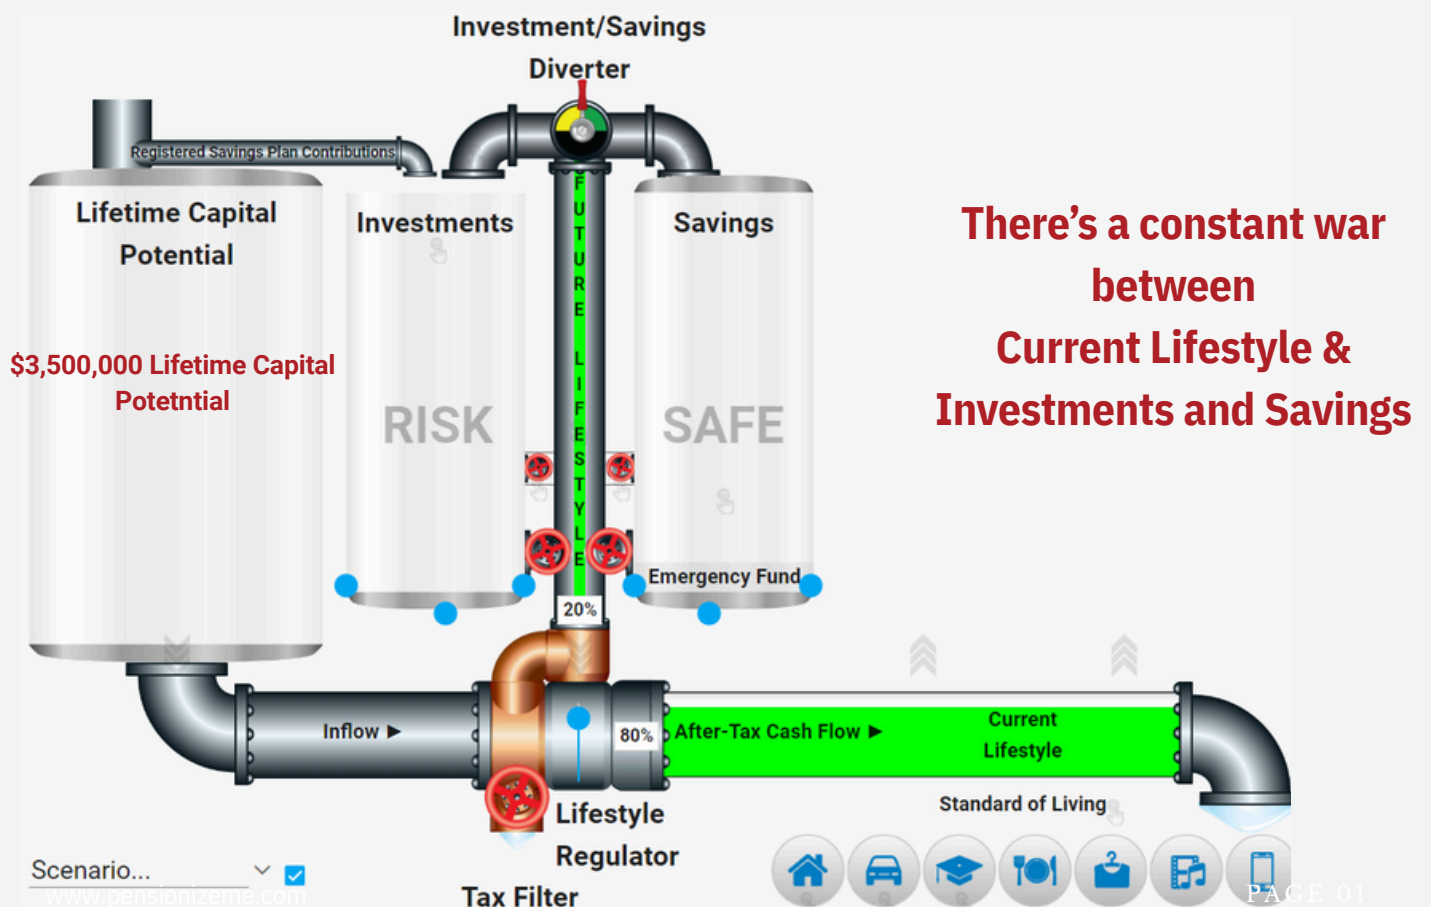 Investment/Savings
Diverter
Registered Savings Plan Contributions
Lifetime Capital
Potential
Investments
FUTURE LIFESTYLE
Savings
$3,500,000 Lifetime Capital
Potetntial
RISK
SAFE
There's a constant war
between
Current Lifestyle &
Investments and Savings
Emergency Fund
20%
Inflow ►
80%
After-Tax Cash Flow ►
Current
Lifestyle
Standard of Living
Lifestyle
Regulator
Tax Filter
Scenario...
www.pensionizeme.com
PAGE 01